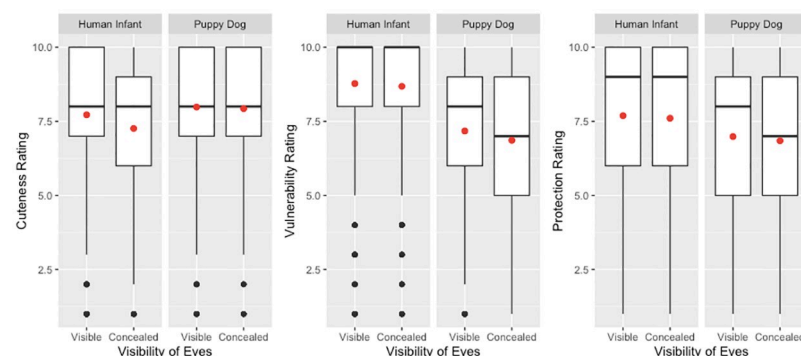 Human Infant Puppy Dog
Cuteness Rating
10.0
7.5
5.0
2.5
Visible Concealed Visible Concealed
Visibility of Eyes
Human Infant Puppy Dog
Vulnerability Rating
10.0
7.5
5.0
2.5
Visible Concealed Visible Concealed
Visibility of Eyes
Human Infant Puppy Dog
Protection Rating
10.0
7.5
5.0
2.5
Visible Concealed Visible Concealed
Visibility of Eyes